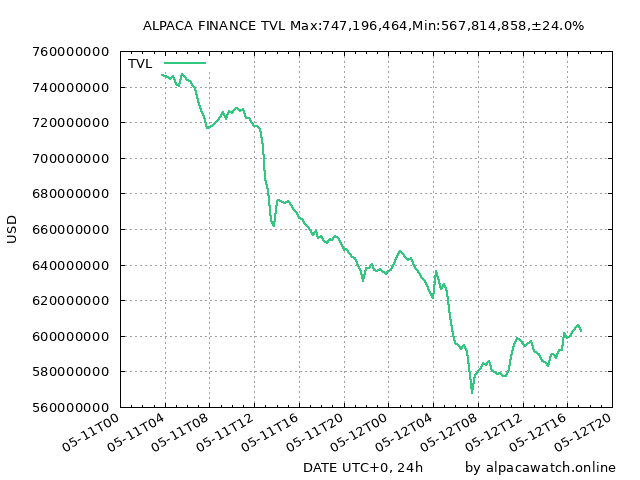 ALPACA FINANCE TVL Max:747,196,464,Min:567,814,858,±24.0%
TVL
760000000
740000000
720000000
700000000
680000000
660000000
640000000
620000000
600000000
580000000
560000000
USD
05-11T00
05-11T04
05-11T08
05-11T12
05-11T16
05-11T20
05-12T00
05-12T04
05-12T08
05-12T12
05-12T16
05-12T20
DATE UTC+0, 24h
by alpacawatch.online